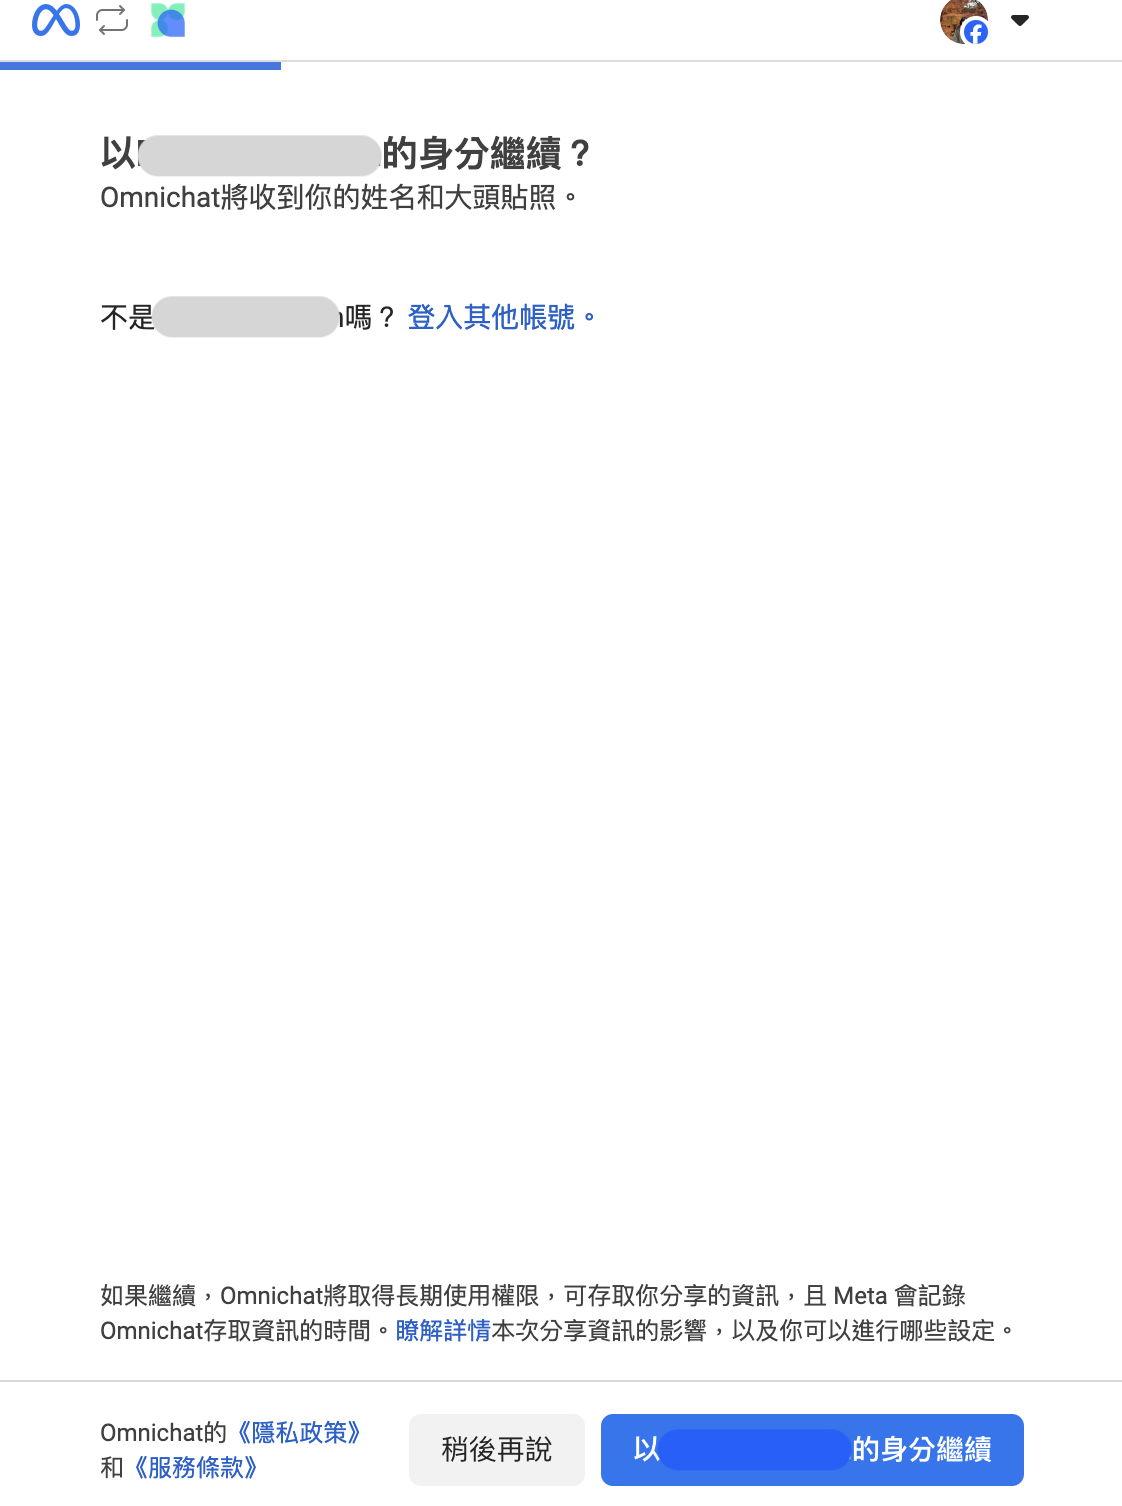 以的身分繼續？
Omnichat將收到你的姓名和大頭貼照。
不是嗎？ 登入其他帳號。
如果繼續，Omnichat將取得長期使用權限，可存取你分享的資訊，且 Meta 會記錄
Omnichat存取資訊的時間。瞭解詳情本次分享資訊的影響，以及你可以進行哪些設定。
Omnichat的《隱私政策》
和《服務條款》
稍後再說
以的身分繼續